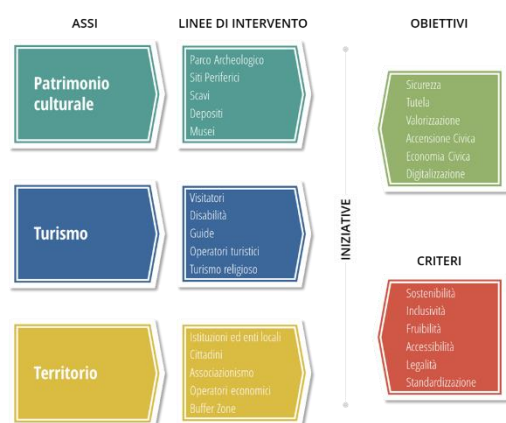 ASSI
LINEE DI INTERVENTO
OBIETTIVI
Patrimonio
culturale
Parco Archeologico
Siti Periferici
Scavi
Depositi
Musei
Sicurezza
Tutela
Valorizzazione
Accensione Civica
Economia Civica
Digitalizzazione
Turismo
Visitatori
Disabilità
Guide
Operatori turistici
Turismo religioso
INIZIATIVE
CRITERI
Sostenibilità
Inclusività
Fruibilità
Accessibilità
Legalità
Standardizzazione
Territorio
Istituzioni ed enti locali
Cittadini
Associazionismo
Operatori economici
Buffer Zone